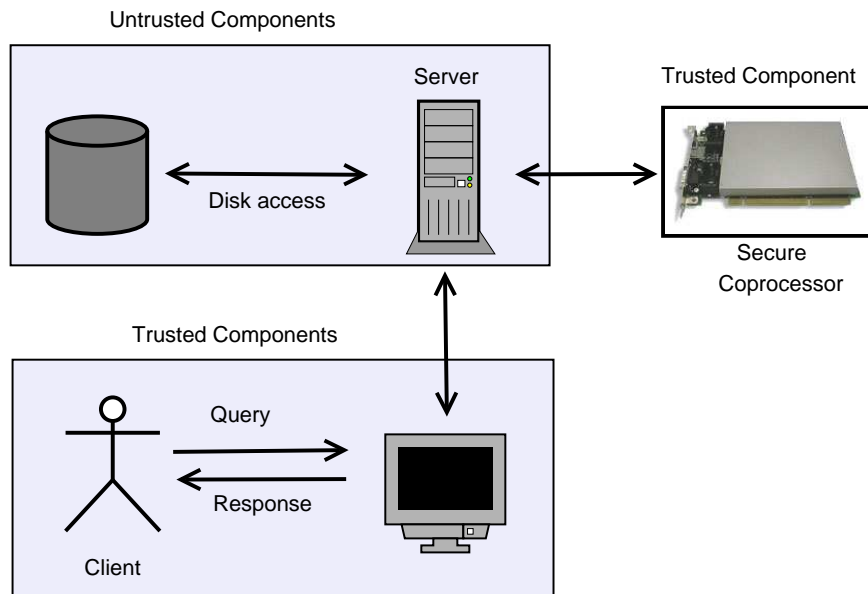 Untrusted Components
Server
Trusted Component
Disk access
Secure
Coprocessor
Trusted Components
Query
Response
Client